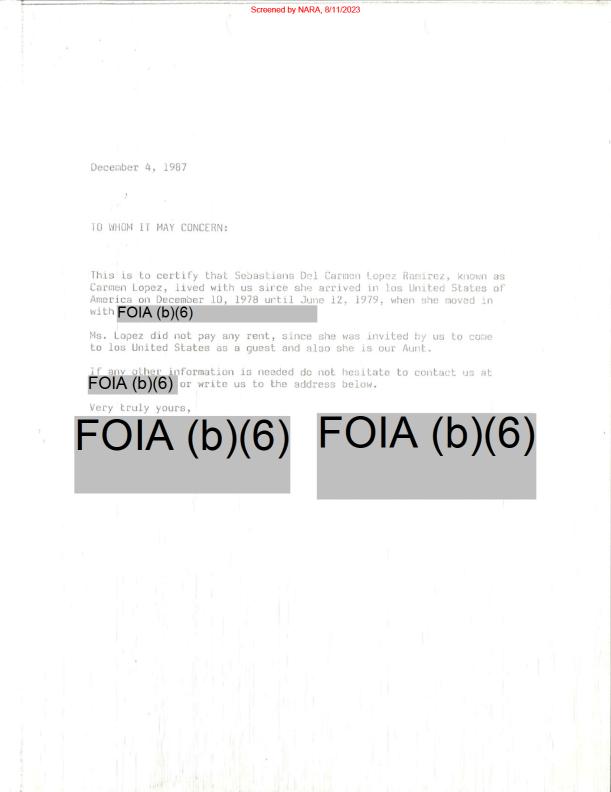 Screened by NARA, 8/11/2023
December 4, 1987
TO WHOM IT MAY CONCERN:
This is to certify that Sebastiana Del Carmen Lopez Ramirez, known as
Carmen Lopez, lived with us since she arrived in los United States of
America on December 10, 1978 until June 12, 1979, when she moved in
with FOIA (b)(6)
Ms. Lopez did not pay any rent, since she was invited by us to come
to los United States as a guest and also she is our Aunt.
If any other information is needed do not hesitate to contact us at
FOIA (b)(6) or write us to the address below.
Very truly yours,
FOIA (b)(6) FOIA (b)(6)